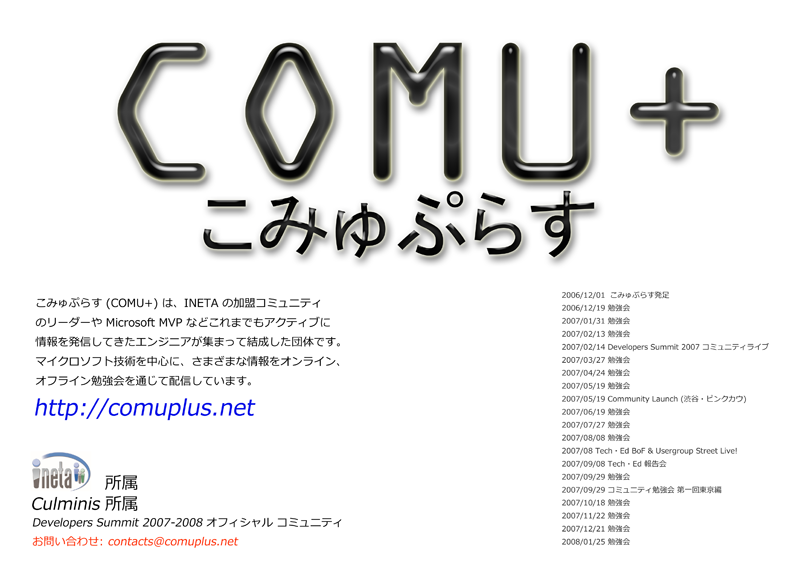 COMU+
こみゅぷらす
こみゅぷらす (COMU+) は、INETA の加盟コミュニティ
のリーダーや Microsoft MVP などこれまでもアクティブに
情報を発信してきたエンジニアが集まって結成した団体です。
マイクロソフト技術を中心に、さまざまな情報をオンライン、
オフライン勉強会を通じて配信しています。
http://comuplus.net
ineta 所属
Culminis 所属
Developers Summit 2007-2008 オフィシャル コミュニティ
お問い合わせ: contacts@comuplus.net
2006/12/01 こみゅぷらす発足
2006/12/19 勉強会
2007/01/31 勉強会
2007/02/13 勉強会
2007/02/14 Developers Summit 2007 コミュニティライブ
2007/03/27 勉強会
2007/04/24 勉強会
2007/05/19 勉強会
2007/05/19 Community Launch (渋谷・ピンクカウ)
2007/06/19 勉強会
2007/07/27 勉強会
2007/08/08 勉強会
2007/08 Tech・Ed BoF & Usergroup Street Live!
2007/09/08 Tech・Ed 報告会
2007/09/29 勉強会
2007/09/29 コミュニティ勉強会 第一回東京編
2007/10/18 勉強会
2007/11/22 勉強会
2007/12/21 勉強会
2008/01/25 勉強会